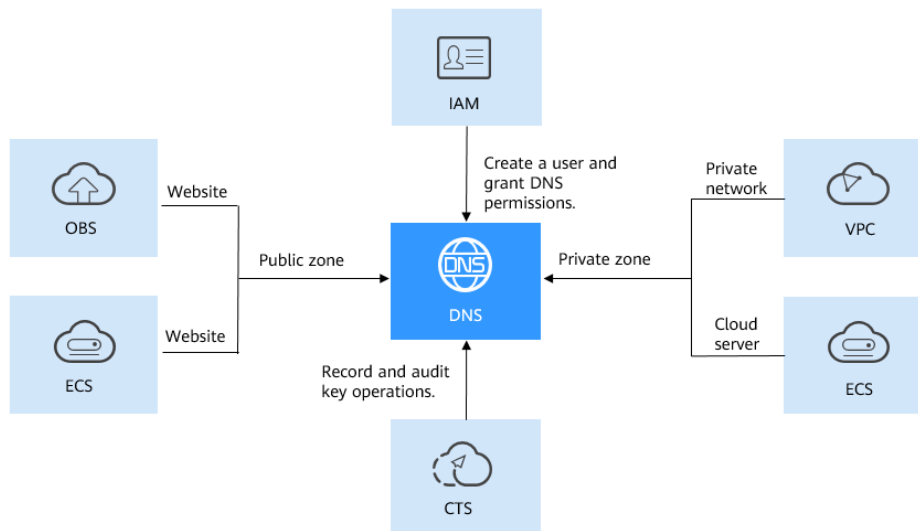 IAM
Create a user and
grant DNS
permissions.
OBS
Website
Public zone
Website
ECS
DNS
DNS
Private zone
Private
network
VPC
Cloud
server
ECS
Record and audit
key operations.
CTS